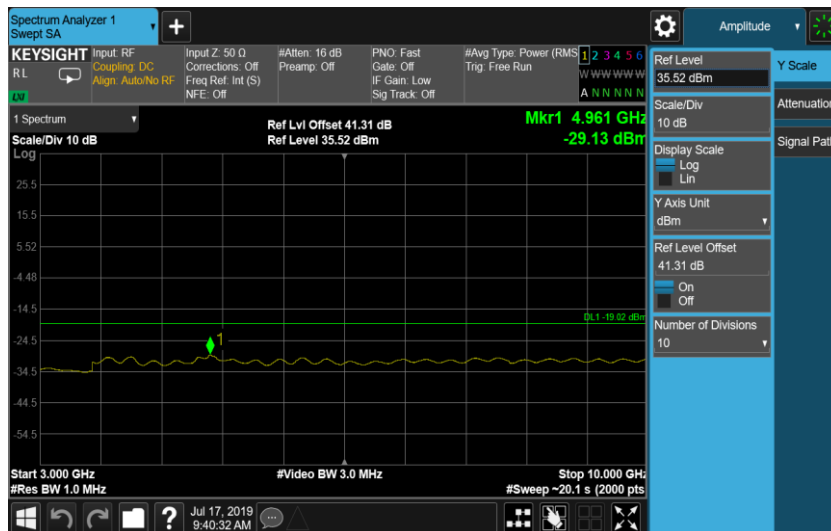 Spectrum Analyzer 1
Swept SA
+
Amplitude
KEYSIGHT
RL
LXI
Input: RF
Coupling: DC
Align: Auto/No RF
Input Z: 50 Ω
Corrections: Off
Freq Ref: Int (S)
NFE: Off
#Atten: 16 dB
Preamp: Off
PNO: Fast
Gate: Off
IF Gain: Low
Sig Track: Off
#Avg Type: Power (RMS
Trig: Free Run
1 2 3 4 5 6
W W W W W W
A N N N N N
1 Spectrum
Scale/Div 10 dB
Log
Ref Lvl Offset 41.31 dB
Ref Level 35.52 dBm
Mkr1 4.961 GHz
-29.13 dBm
25.5
15.5
5.52
-4.48
-14.5
-24.5
-34.5
-44.5
-54.5
DL1 -19.02 dBm
1
Start 3.000 GHz
#Res BW 1.0 MHz
#Video BW 3.0 MHz
Stop 10.000 GHz
#Sweep ~20.1 s (2000 pts
?
Jul 17, 2019
9:40:32 AM
Ref Level
35.52 dBm
Scale/Div
10 dB
Display Scale
Log
Lin
Y Axis Unit
dBm
Ref Level Offset
41.31 dB
On
Off
Number of Divisions
10
Y Scale
Attenuation
Signal Path